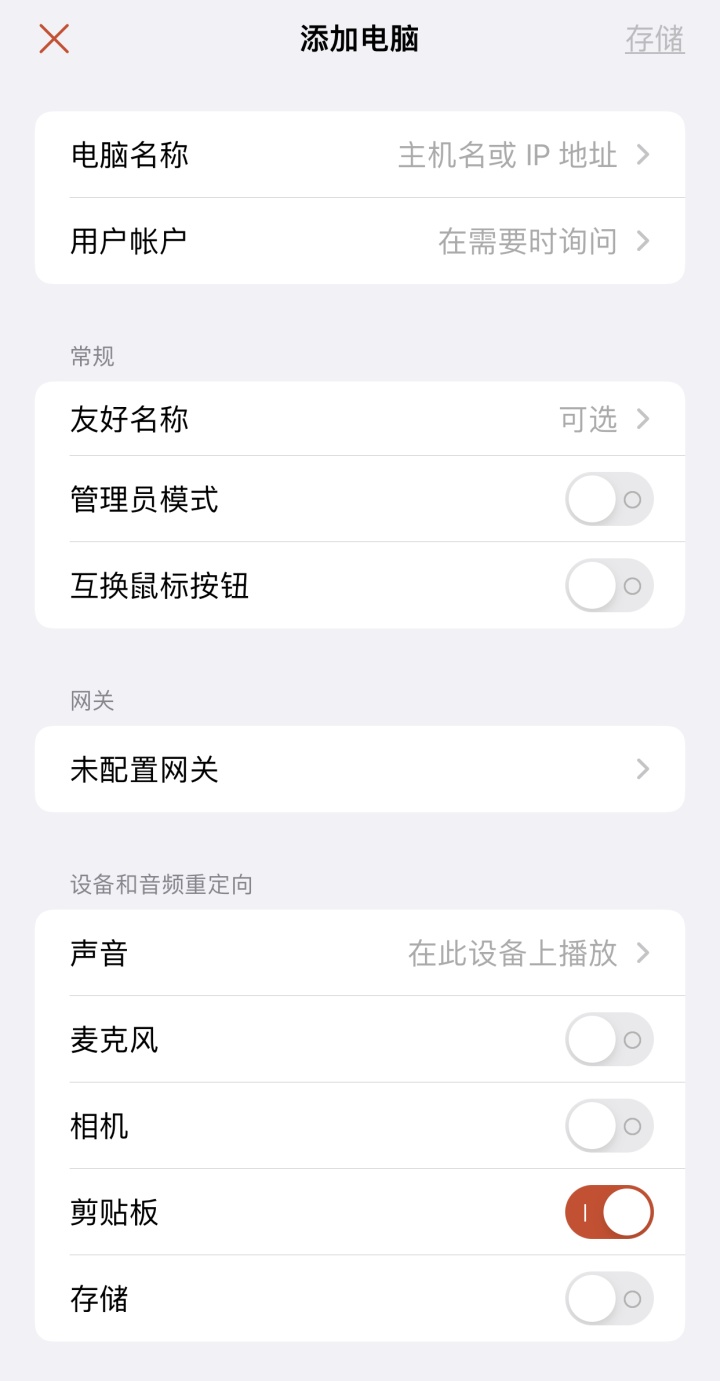 添加电脑
存储
电脑名称
主机名或 IP 地址
用户帐户
在需要时询问
常规
友好名称
可选
管理员模式
互换鼠标按钮
网关
未配置网关
设备和音频重定向
声音
在此设备上播放
麦克风
相机
剪贴板
存储